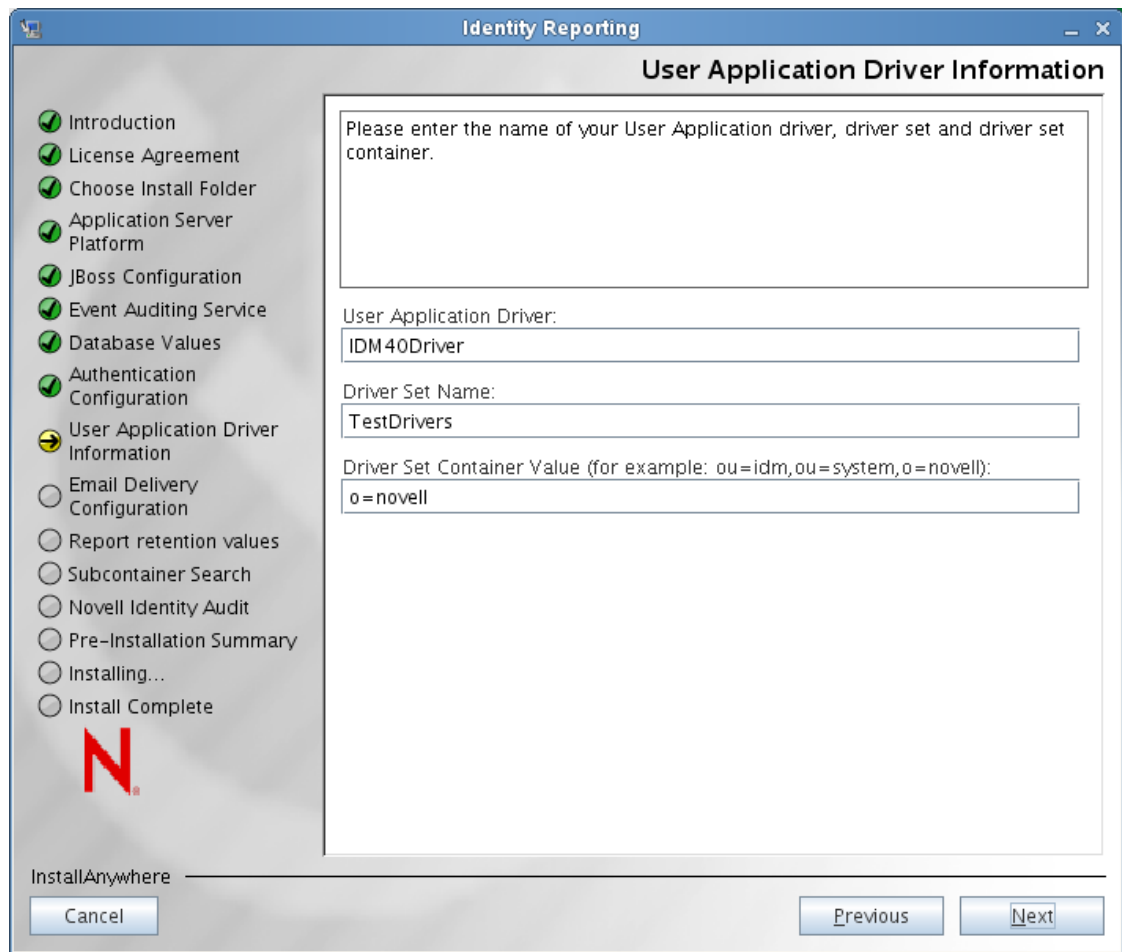 Identity Reporting
User Application Driver Information
Introduction
License Agreement
Choose Install Folder
Application Server
Platform
JBoss Configuration
Event Auditing Service
Database Values
Authentication
Configuration
User Application Driver
Information
Email Delivery
Configuration
Report retention values
Subcontainer Search
Novell Identity Audit
Pre-Installation Summary
Installing...
Install Complete
N
Please enter the name of your User Application driver, driver set and driver set
container.
User Application Driver:
IDM40Driver
Driver Set Name:
TestDrivers
Driver Set Container Value (for example: ou=idm,ou=system,o=novell):
o=novell
InstallAnywhere
Cancel
Previous
Next